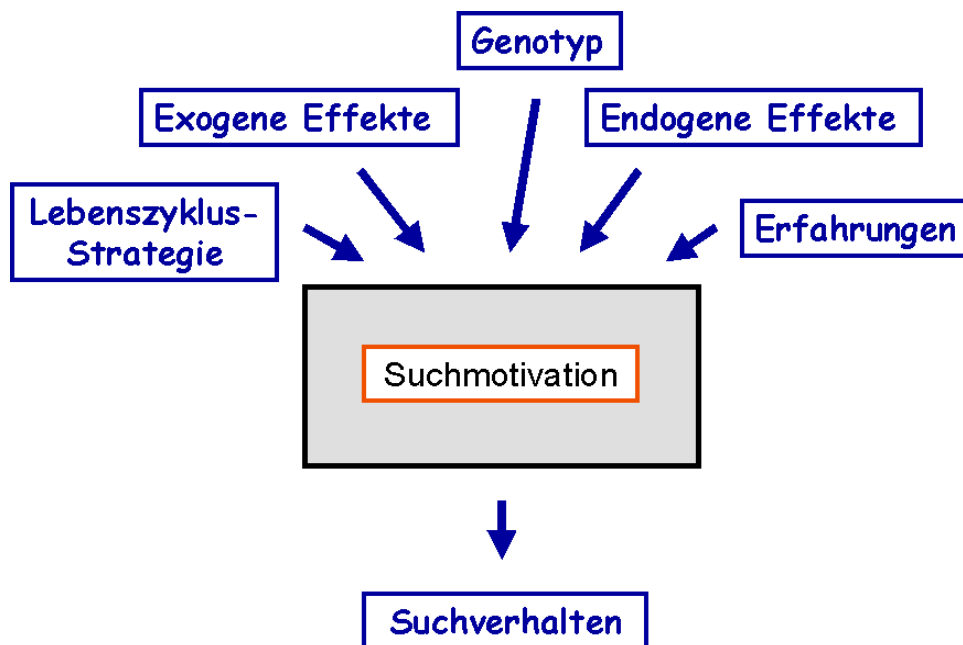 Genotyp
Exogene Effekte
Endogene Effekte
Lebenszyklus-
Strategie
Erfahrungen
Suchmotivation
Suchverhalten